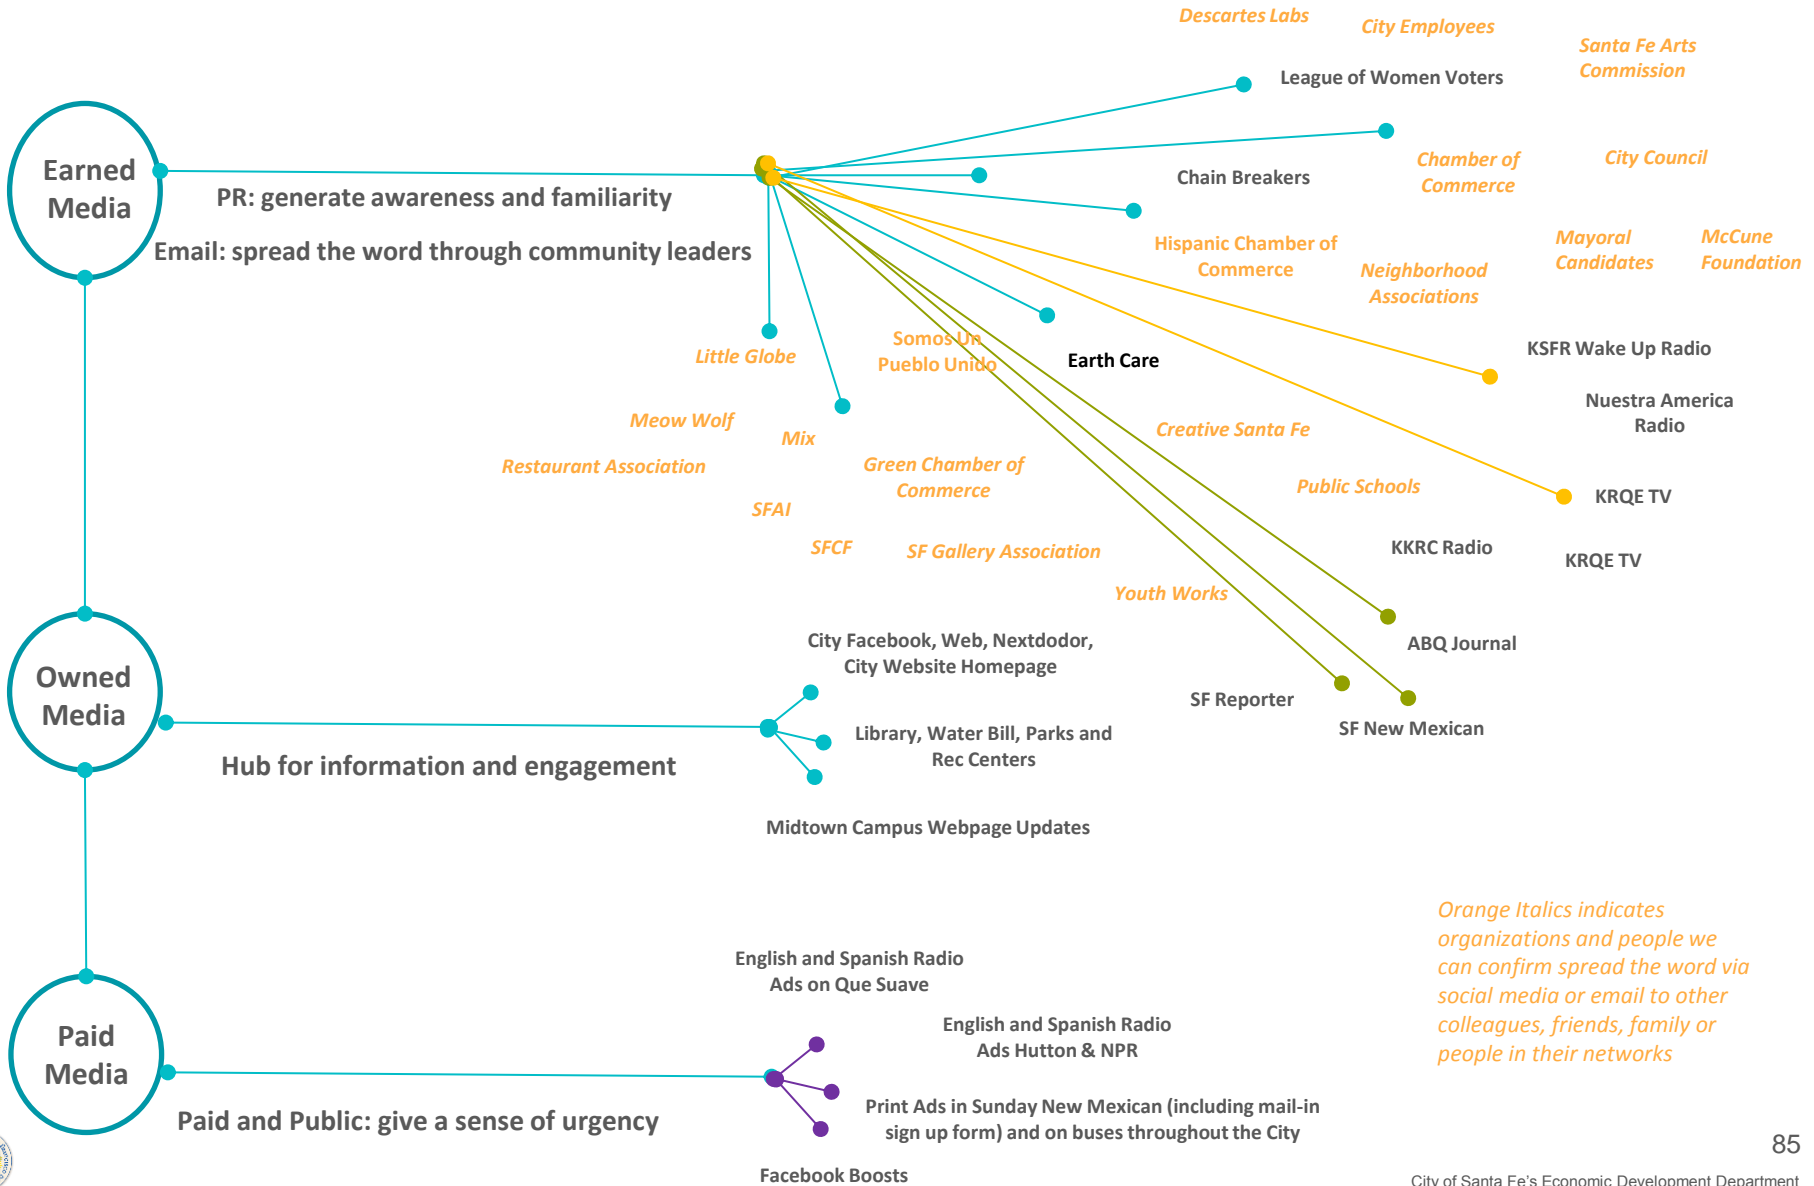 Descartes Labs
City Employees
Santa Fe Arts
Commission
League of Women Voters
Earned
Media
PR: generate awareness and familiarity
Email: spread the word through community leaders
Chain Breakers
Chamber of
Commerce
City Council
Hispanic Chamber of
Commerce
Neighborhood
Associations
Mayoral
Candidates
McCune
Foundation
Little Globe
Somos Un
Pueblo Unido
Earth Care
KSFR Wake Up Radio
Nuestra America
Radio
Meow Wolf
Mix
Restaurant Association
Green Chamber of
Commerce
Creative Santa Fe
Public Schools
KRQE TV
SFAI
SFCF
SF Gallery Association
KKRC Radio
KRQE TV
Youth Works
ABQ Journal
SF Reporter
SF New Mexican
Owned
Media
City Facebook, Web, Nextdodor,
City Website Homepage
Library, Water Bill, Parks and
Rec Centers
Hub for information and engagement
Midtown Campus Webpage Updates
Orange Italics indicates
organizations and people we
can confirm spread the word via
social media or email to other
colleagues, friends, family or
people in their networks
Paid
Media
English and Spanish Radio
Ads on Que Suave
English and Spanish Radio
Ads Hutton & NPR
Paid and Public: give a sense of urgency
Print Ads in Sunday New Mexican (including mail-in
sign up form) and on buses throughout the City
Facebook Boosts
85
City of Santa Fe's Economic Development Department